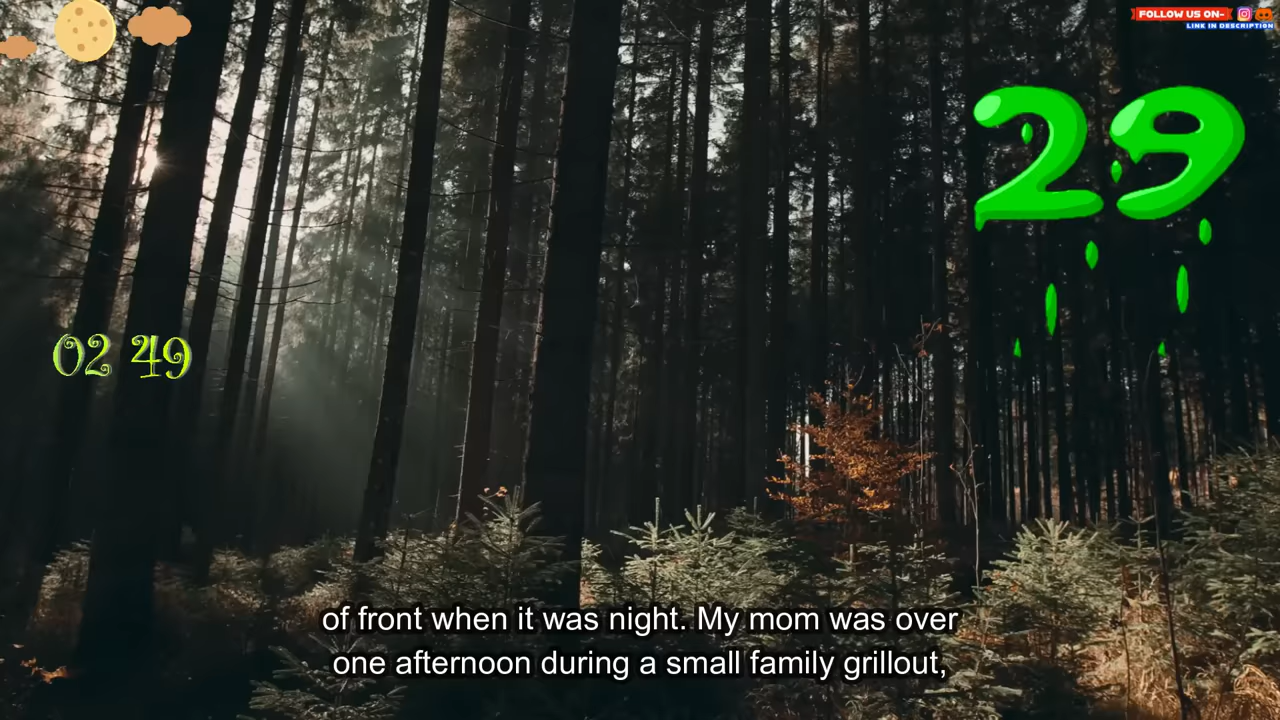 FOLLOW US ON-
LINK IN DESCRIPTION
29
02 49
of front when it was night. My mom was over
one afternoon during a small family grillout,